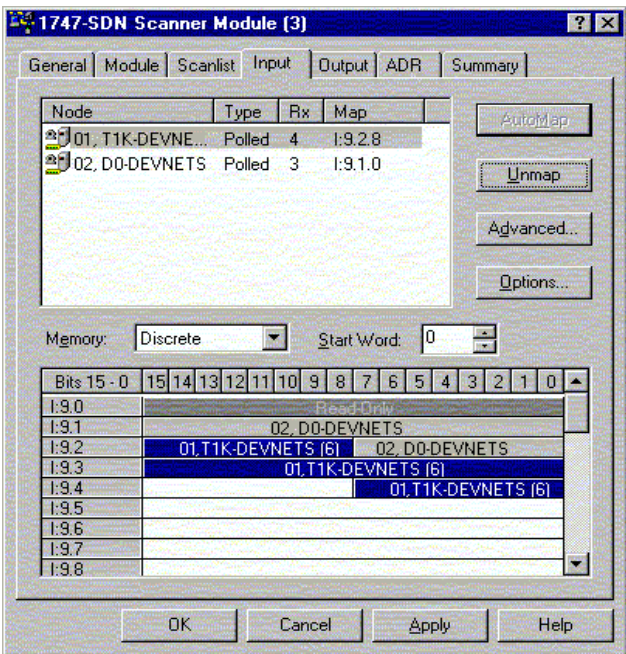 1747-SDN Scanner Module (3)
General Module Scanlist Input Output ADR Summary
Node Type Rx Map
01, T1K-DEVNE... Polled 4 I:9.2.8
02, D0-DEVNETS Polled 3 I:9.1.0
AutoMap
Unmap
Advanced...
Options...
Memory: Discrete Start Word: 0
Bits 15 - 0 15 14 13 12 11 10 9 8 7 6 5 4 3 2 1 0
I:9.0 Read-Only
I:9.1 02, D0-DEVNETS
I:9.2 01,T1K-DEVNETS (6) 02, D0-DEVNETS
I:9.3 01,T1K-DEVNETS (6)
I:9.4 01,T1K-DEVNETS (6)
I:9.5
I:9.6
I:9.7
I:9.8
OK Cancel Apply Help